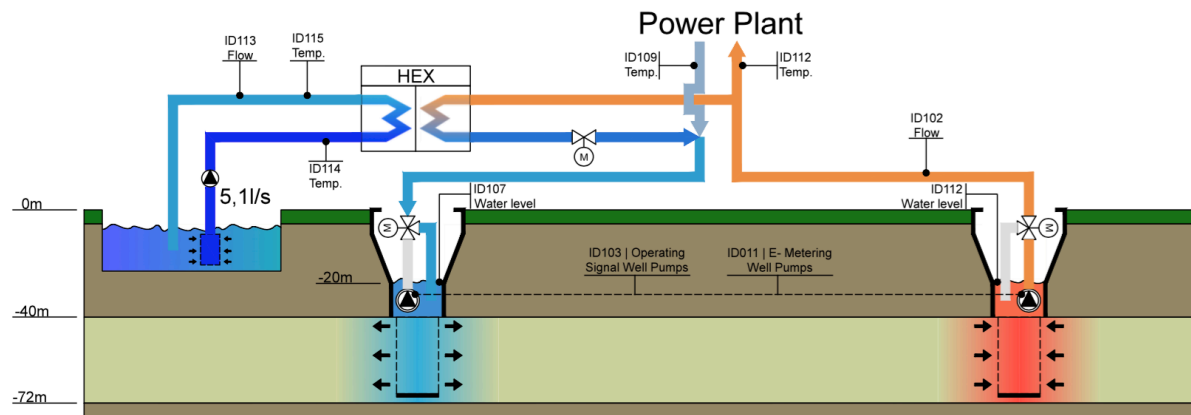 Power Plant
ID113
Flow
ID115
Temp.
HEX
ID109
Temp.
ID112
Temp.
ID102
Flow
M
ID114
Temp.
5,1l/s
ID107
Water level
ID112
Water level
0m
M
M
ID103 | Operating
Signal Well Pumps
ID011 | E- Metering
Well Pumps
-20m
-40m
-72m